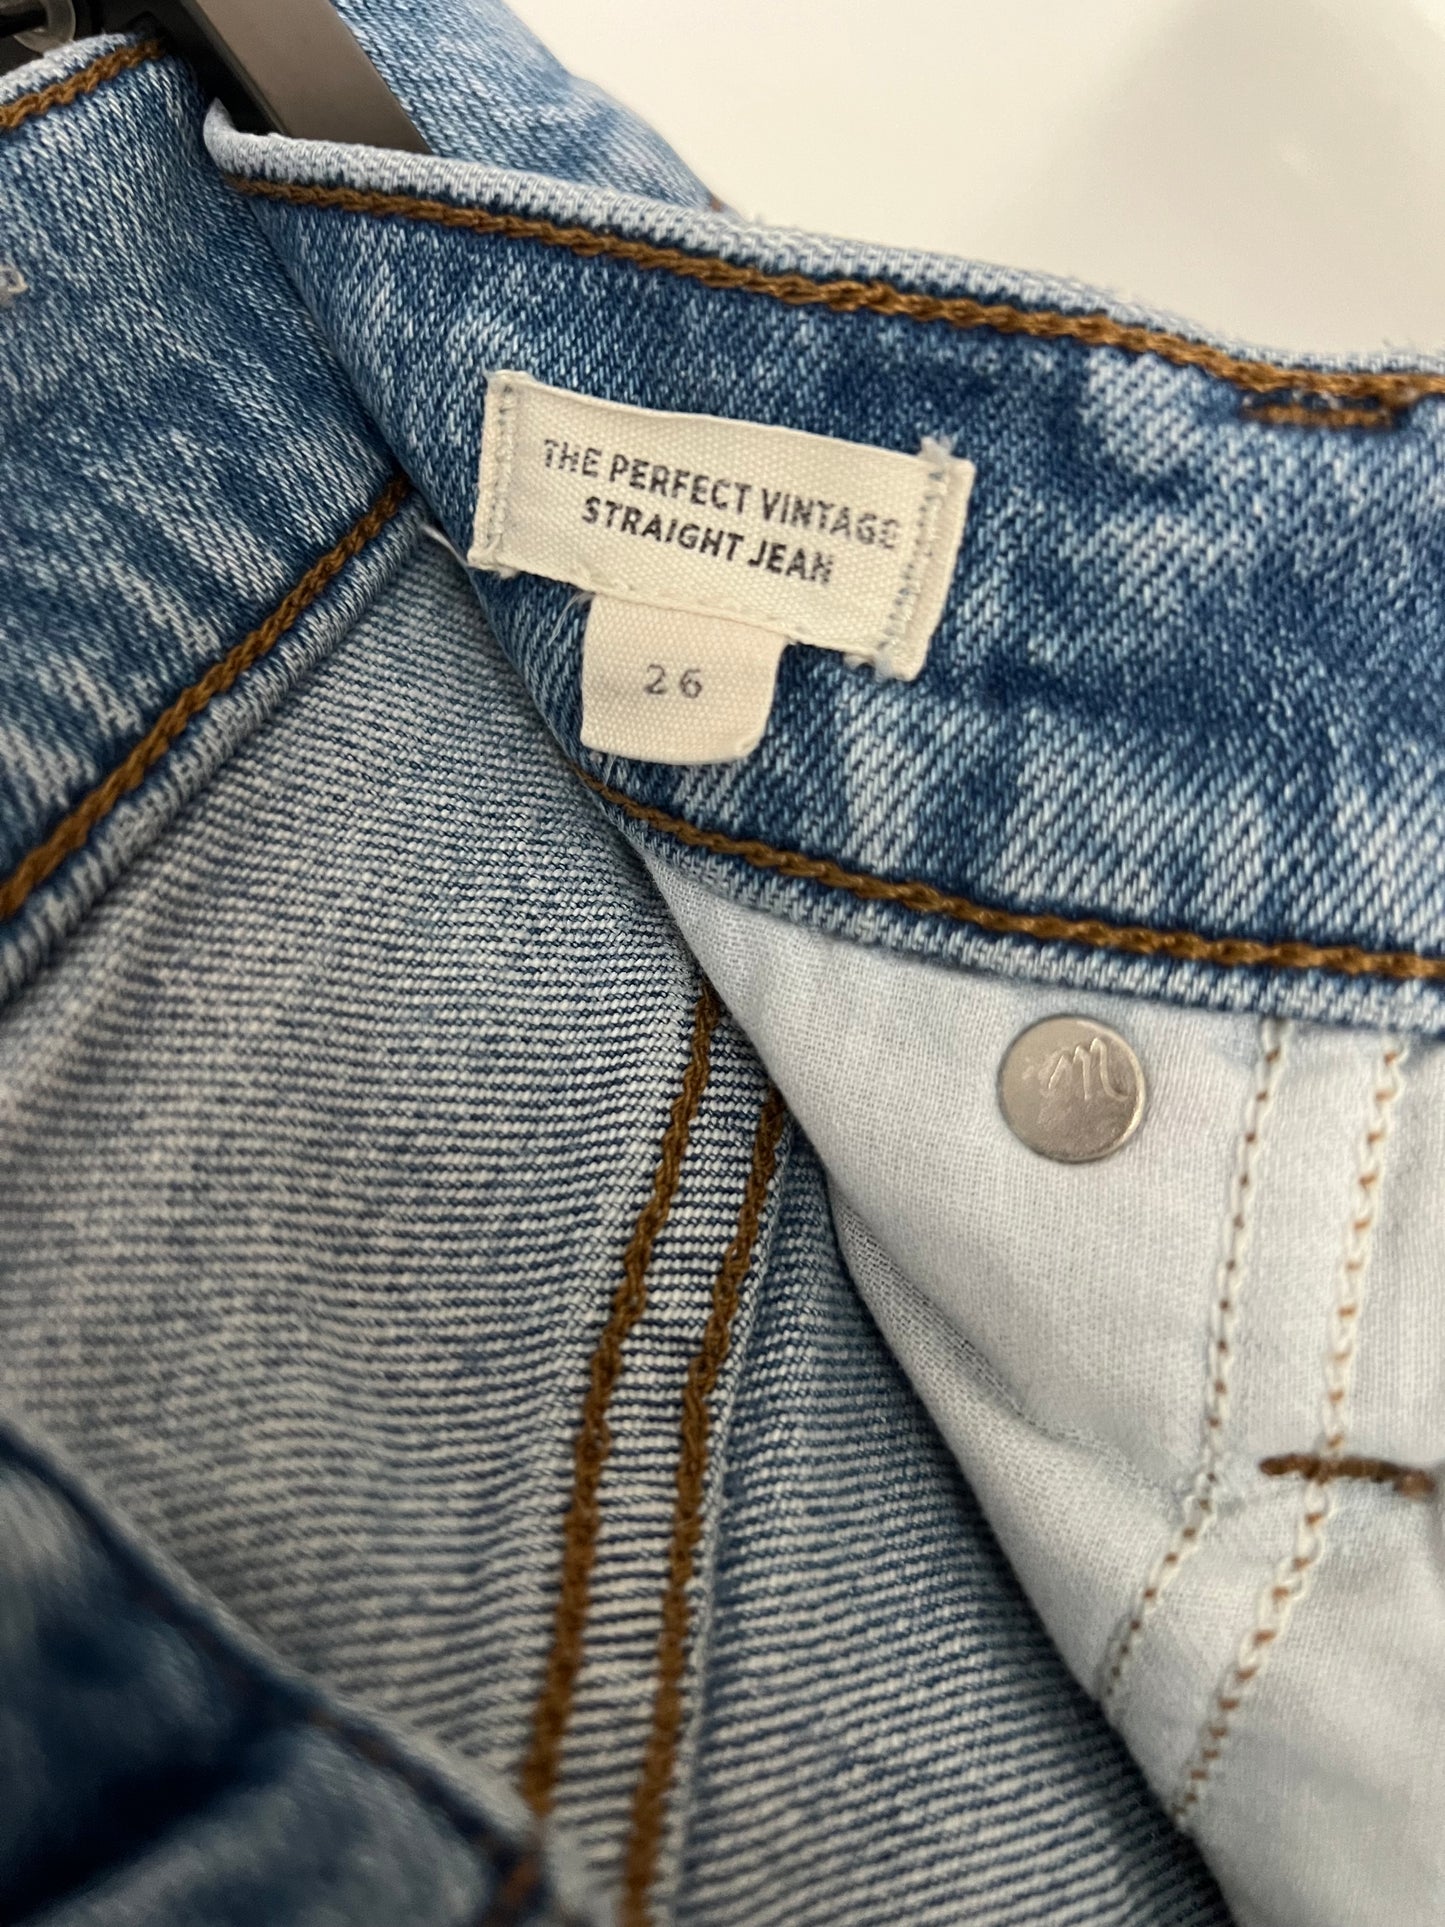 THE PERFECT VINTAGE
STRAIGHT JEAN
26
M